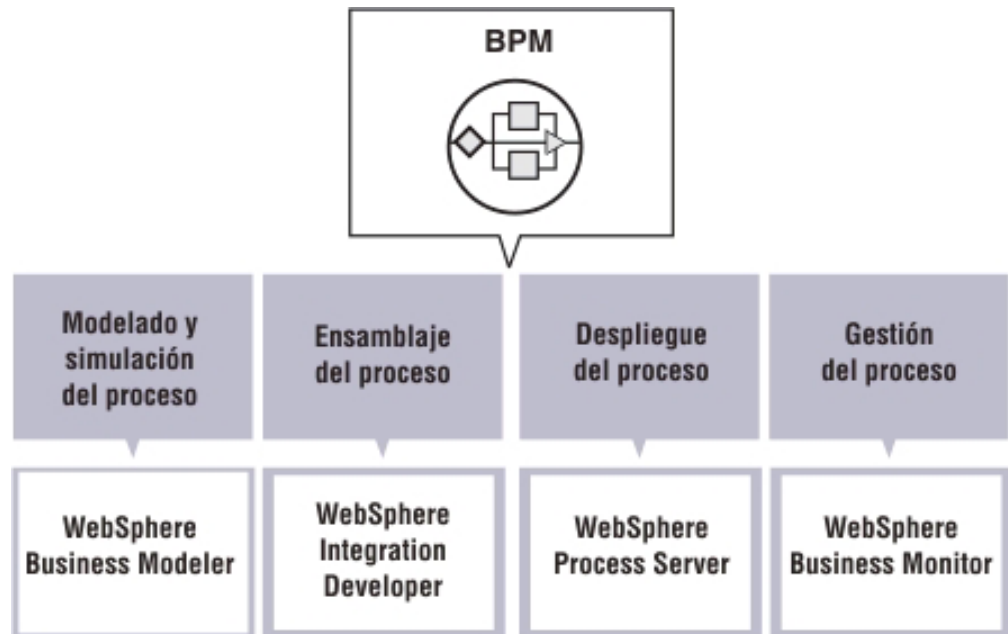 BPM
Modelado y
simulación
del proceso
Ensamblaje
del proceso
Despliegue
del proceso
Gestión
del proceso
WebSphere
Business Modeler
WebSphere
Integration
Developer
WebSphere
Process Server
WebSphere
Business Monitor